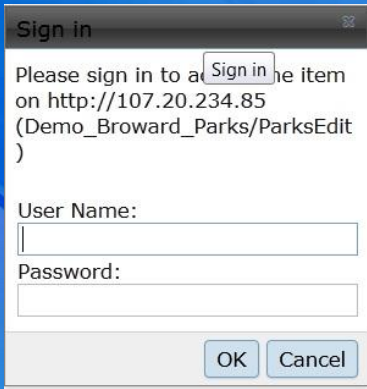 Sign in
Sign in
Please sign in to a he item
on http://107.20.234.85
(Demo_Broward_Parks/ParksEdit
)
User Name:
Password:
OK Cancel